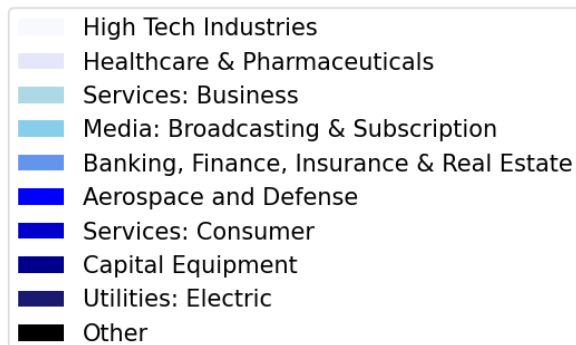 High Tech Industries
Healthcare & Pharmaceuticals
Services: Business
Media: Broadcasting & Subscription
Banking, Finance, Insurance & Real Estate
Aerospace and Defense
Services: Consumer
Capital Equipment
Utilities: Electric
Other